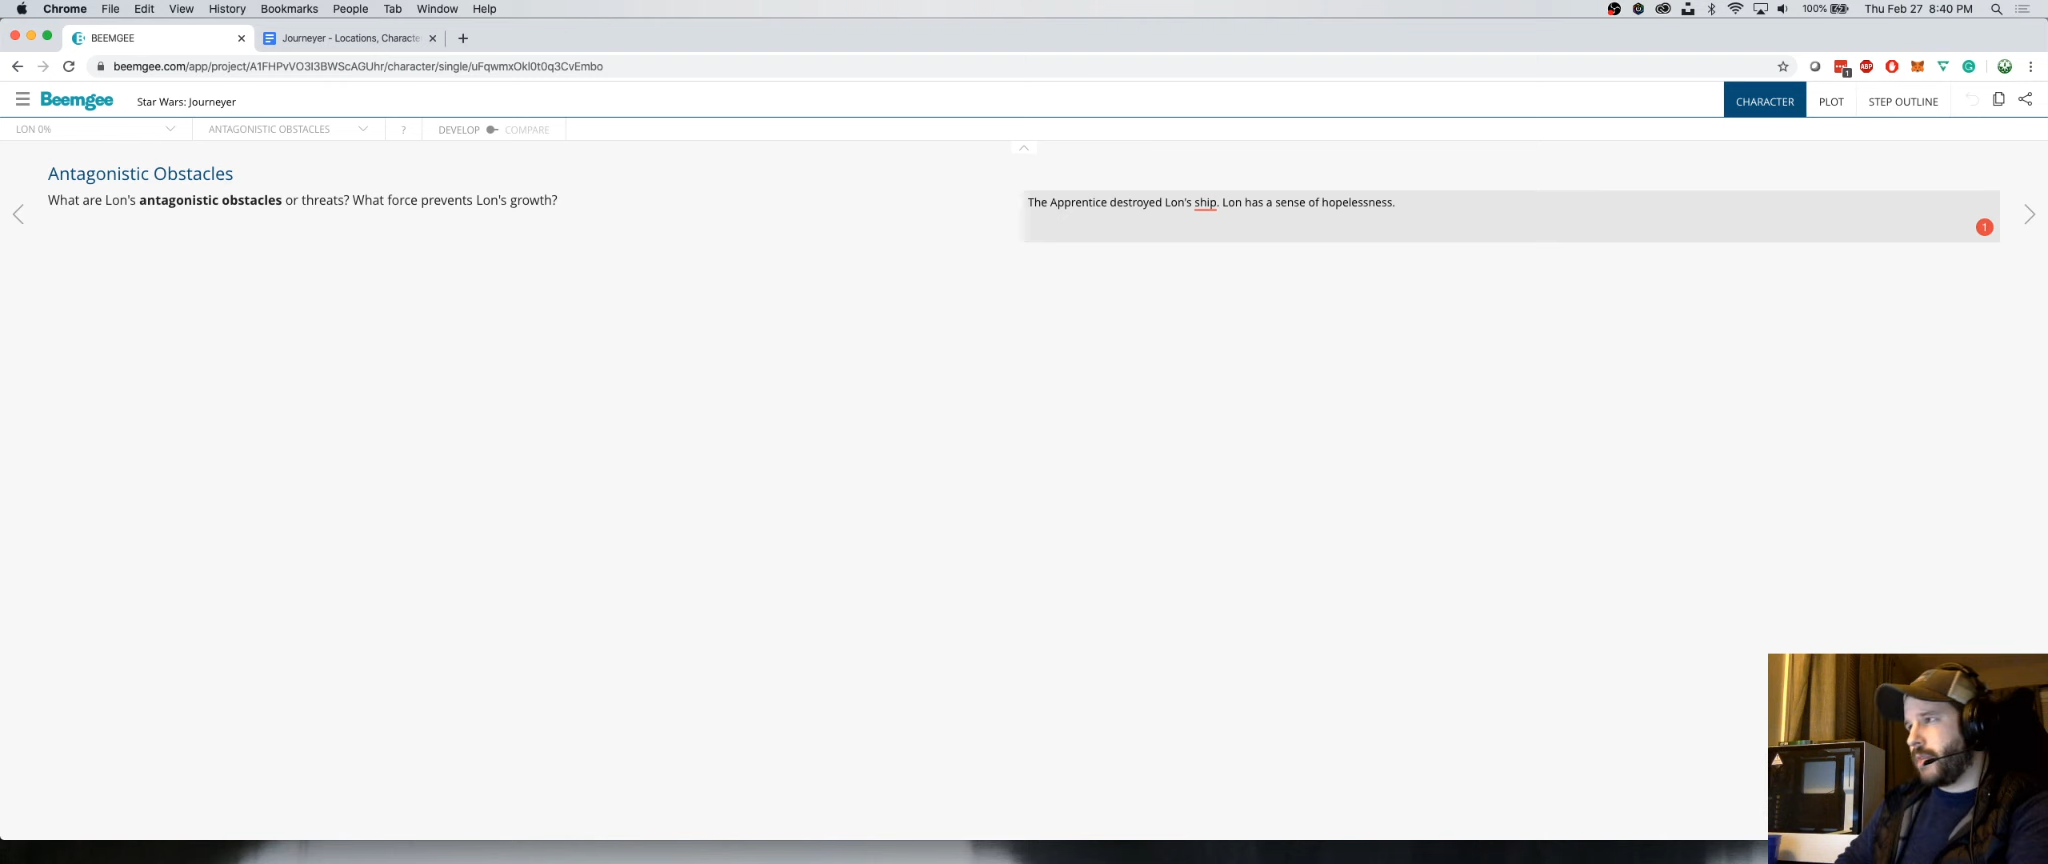 Chrome File Edit View History Bookmarks People Tab Window Help 100% Thu Feb 27 8:40 PM
BEEMGEE Journeyer - Locations, Characte
beemgee.com/app/project/A1FHPvVO3I3BWScAGUhr/character/single/uFqwmxOkl0t0q3CvEmbo 1 ABP
Beemgee Star Wars: Journeyer CHARACTER PLOT STEP OUTLINE
LON 0% ANTAGONISTIC OBSTACLES ? DEVELOP COMPARE
Antagonistic Obstacles
What are Lon's antagonistic obstacles or threats? What force prevents Lon's growth?
The Apprentice destroyed Lon's ship. Lon has a sense of hopelessness.
1